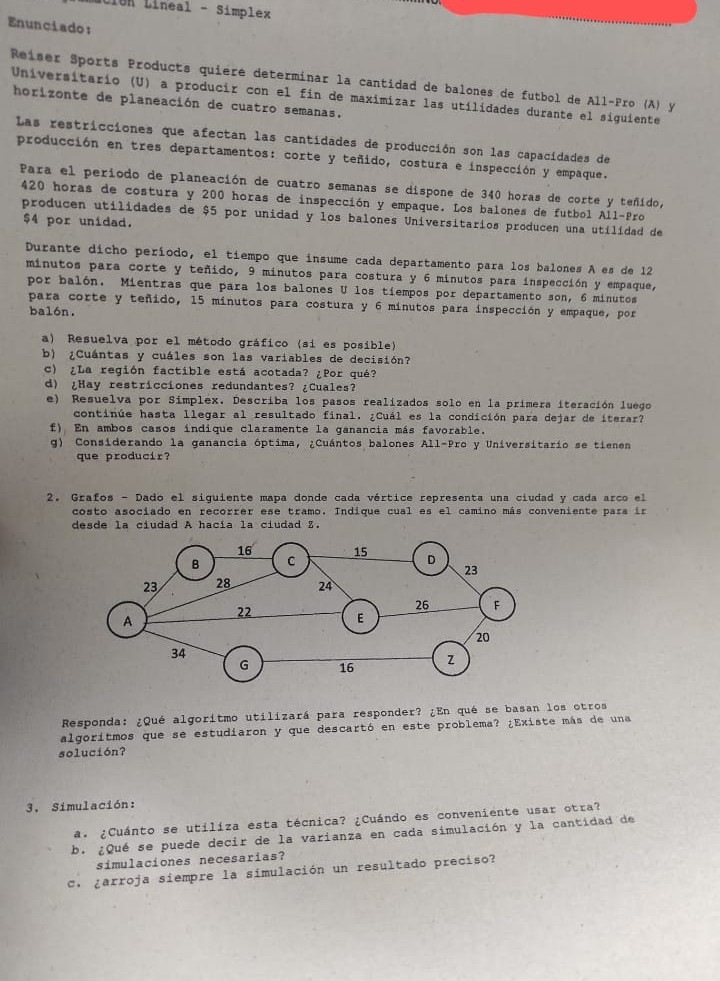 Lineal - Simplex
Enunciado:
Reiser Sports Products quiere determinar la cantidad de balones de futbol de All-Pro (A) y
Universitario (U) a producir con el fin de maximizar las utilidades durante el siguiente
horizonte de planeación de cuatro semanas.
Las restricciones que afectan las cantidades de producción son las capacidades de
producción en tres departamentos: corte y teñido, costura e inspección y empaque.
Para el periodo de planeación de cuatro semanas se dispone de 340 horas de corte y teñido,
420 horas de costura y 200 horas de inspección y empaque. Los balones de futbol All-Pro
producen utilidades de $5 por unidad y los balones Universitarios producen una utilidad de
$4 por unidad.
Durante dicho periodo, el tiempo que insume cada departamento para los balones A es de 12
minutos para corte y teñido, 9 minutos para costura y 6 minutos para inspección y empaque,
por balón. Mientras que para los balones U los tiempos por departamento son, 6 minutos
para corte y teñido, 15 minutos para costura y 6 minutos para inspección y empaque, por
balón.
a) Resuelva por el método gráfico (si es posible)
b) ¿Cuántas y cuáles son las variables de decisión?
c) ¿La región factible está acotada? ¿Por qué?
d) ¿Hay restricciones redundantes? ¿Cuales?
e) Resuelva por Simplex. Describa los pasos realizados solo en la primera iteración luego
continúe hasta llegar al resultado final. ¿Cuál es la condición para dejar de iterar?
f) En ambos casos indique claramente la ganancia más favorable.
g) Considerando la ganancia óptima, ¿Cuántos balones All-Pro y Universitario se tienen
que producir?
2. Grafos - Dado el siguiente mapa donde cada vértice representa una ciudad y cada arco el
costo asociado en recorrer ese tramo. Indique cual es el camino más conveniente para ir
desde la ciudad A hacia la ciudad Z.
B 16 C 15 D
23 28 24 23
A 22 E 26 F
34 G 16 Z 20
Responda: ¿Qué algoritmo utilizará para responder? ¿En qué se basan los otros
algoritmos que se estudiaron y que descartó en este problema? ¿Existe más de una
solución?
3. Simulación:
a. ¿Cuánto se utiliza esta técnica? ¿Cuándo es conveniente usar otra?
b. ¿Qué se puede decir de la varianza en cada simulación y la cantidad de
simulaciones necesarias?
c. ¿arroja siempre la simulación un resultado preciso?